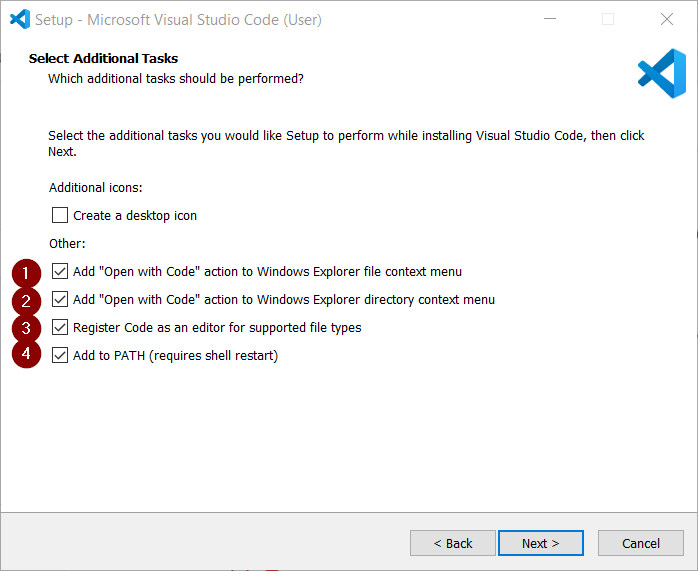 Setup - Microsoft Visual Studio Code (User)
Select Additional Tasks
Which additional tasks should be performed?
Select the additional tasks you would like Setup to perform while installing Visual Studio Code, then click
Next.
Additional icons:
Create a desktop icon
Other:
1 Add "Open with Code" action to Windows Explorer file context menu
2 Add "Open with Code" action to Windows Explorer directory context menu
3 Register Code as an editor for supported file types
4 Add to PATH (requires shell restart)
< Back Next > Cancel